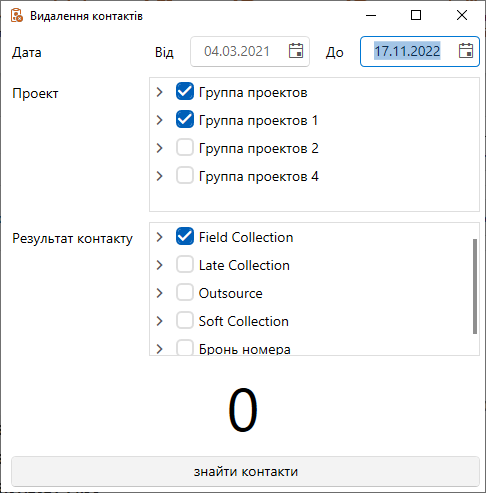 Видалення контактів
Дата Від 04.03.2021 До 17.11.2022
Проект
Группа проектов
Группа проектов 1
Группа проектов 2
Группа проектов 4
Результат контакту
Field Collection
Late Collection
Outsource
Soft Collection
Бронь номера
0
знайти контакти